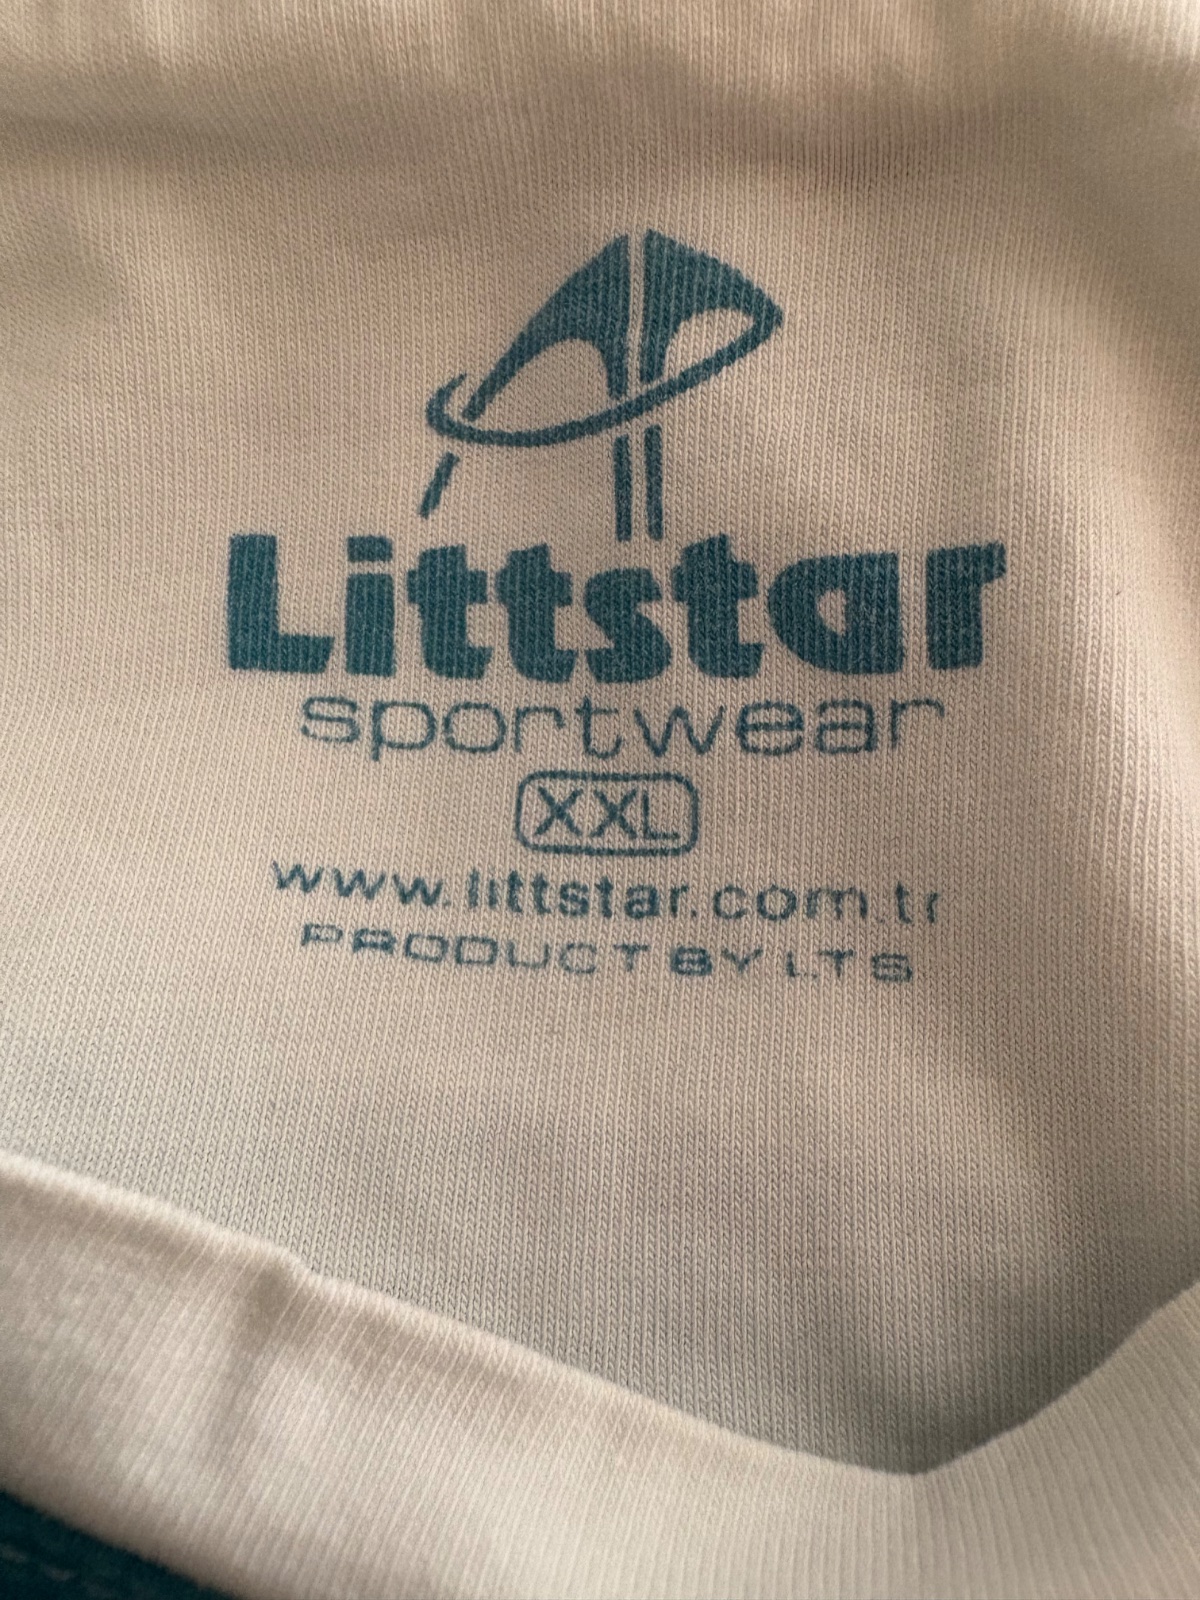 Littstar
sportwear
XXL
www.littstar.com.tr
PRODUCT BY LTS